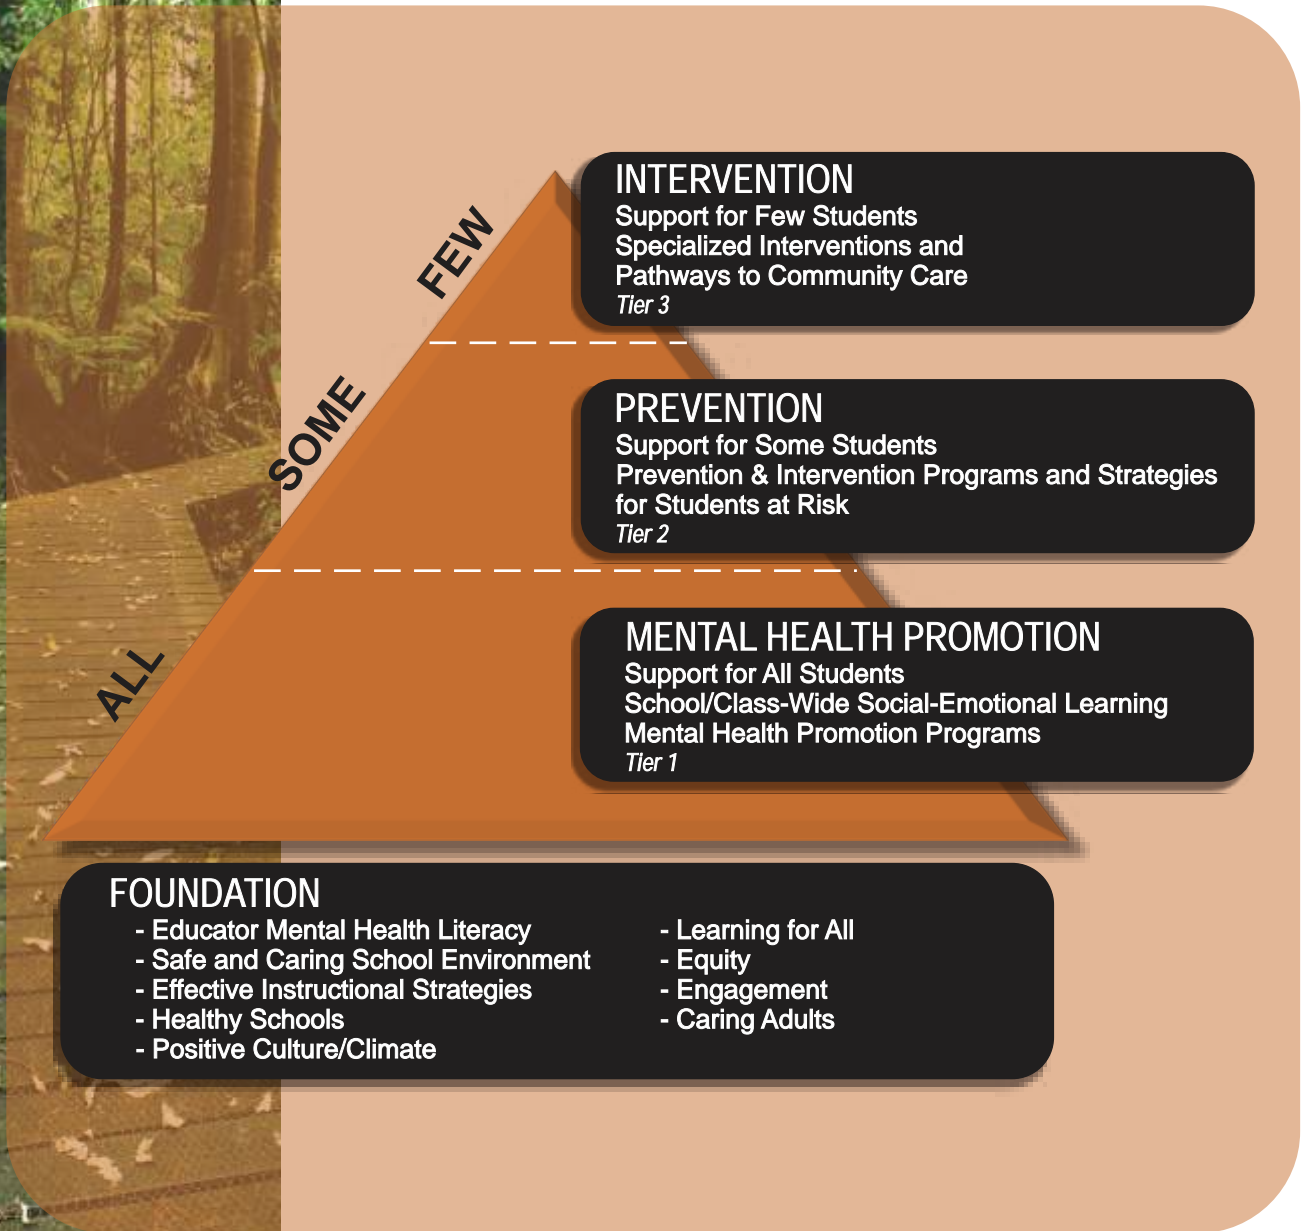 FEW
INTERVENTION
Support for Few Students
Specialized Interventions and
Pathways to Community Care
Tier 3
SOME
PREVENTION
Support for Some Students
Prevention & Intervention Programs and Strategies
for Students at Risk
Tier 2
ALL
MENTAL HEALTH PROMOTION
Support for All Students
School/Class-Wide Social-Emotional Learning
Mental Health Promotion Programs
Tier 1
FOUNDATION
- Educator Mental Health Literacy
- Safe and Caring School Environment
- Effective Instructional Strategies
- Healthy Schools
- Positive Culture/Climate
- Learning for All
- Equity
- Engagement
- Caring Adults